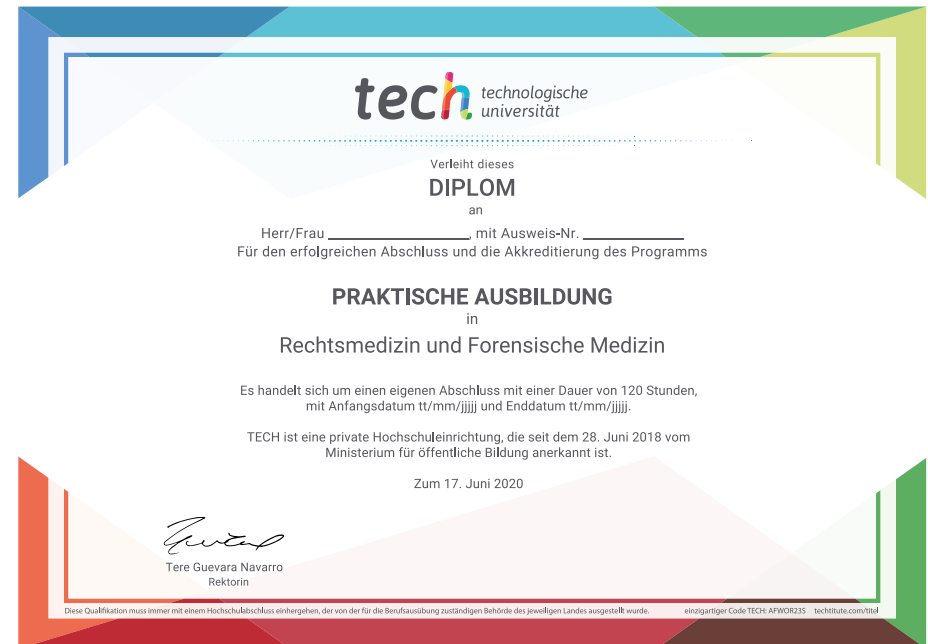 tech technologische
universität
Verleiht dieses
DIPLOM
an
Herr/Frau ____________________, mit Ausweis-Nr. ______________
Für den erfolgreichen Abschluss und die Akkreditierung des Programms
PRAKTISCHE AUSBILDUNG
in
Rechtsmedizin und Forensische Medizin
Es handelt sich um einen eigenen Abschluss mit einer Dauer von 120 Stunden,
mit Anfangsdatum tt/mm/jjjjj und Enddatum tt/mm/jjjjj.
TECH ist eine private Hochschuleinrichtung, die seit dem 28. Juni 2018 vom
Ministerium für öffentliche Bildung anerkannt ist.
Zum 17. Juni 2020
Tere Guevara Navarro
Rektorin
Diese Qualifikation muss immer mit einem Hochschulabschluss einhergehen, der von der für die Berufsausübung zuständigen Behörde des jeweiligen Landes ausgestellt wurde. einzigartiger Code TECH: AFWOR23S techtitute.com/titel